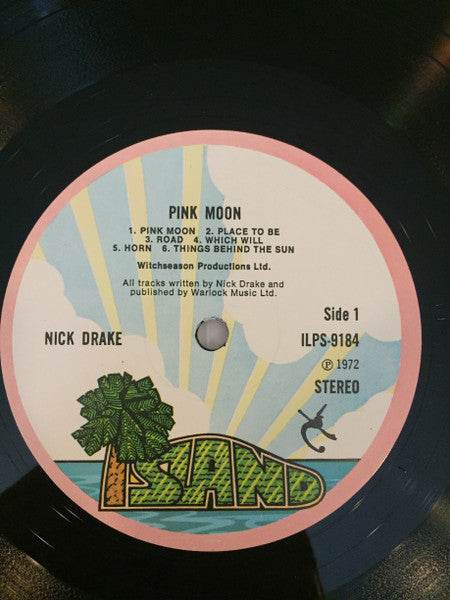 PINK MOON
1. PINK MOON 2. PLACE TO BE
3. ROAD 4. WHICH WILL
5. HORN 6. THINGS BEHIND THE SUN
Witchseason Productions Ltd.
All tracks written by Nick Drake and
published by Warlock Music Ltd.
NICK DRAKE
Side 1
ILPS-9184
Ⓟ 1972
STEREO
ISLAND